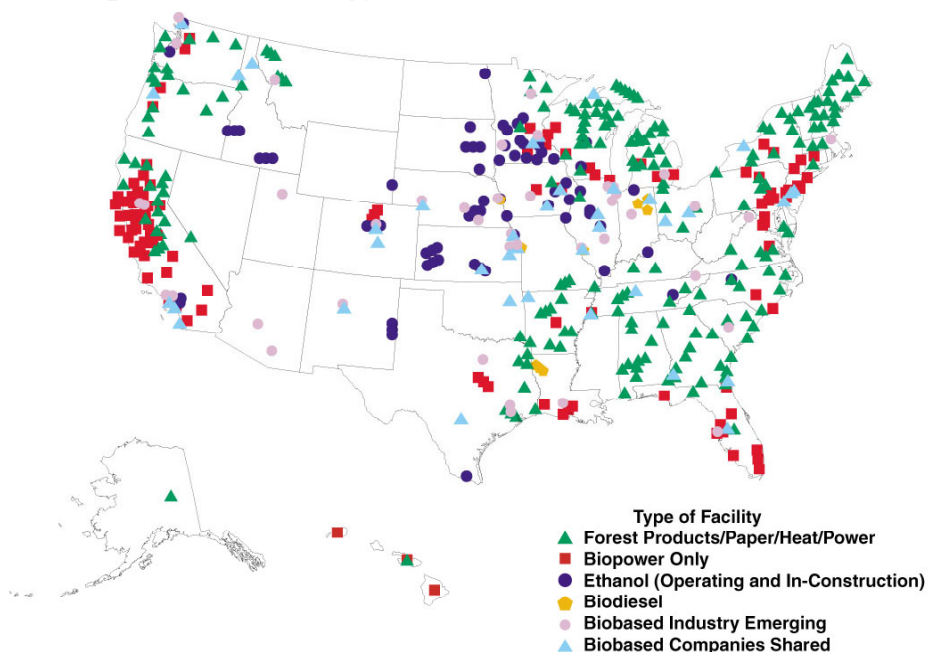 Type of Facility
Forest Products/Paper/Heat/Power
Biopower Only
Ethanol (Operating and In-Construction)
Biodiesel
Biobased Industry Emerging
Biobased Companies Shared